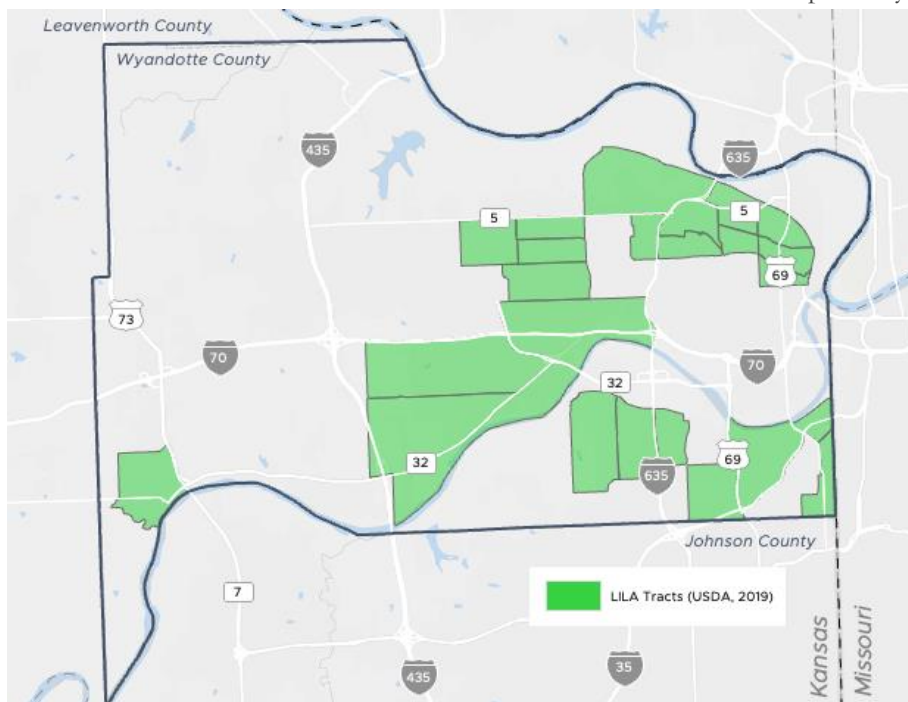 Leavenworth County
Wyandotte County
435
635
5
5
69
73
70
70
32
32
69
635
Johnson County
7
LILA Tracts (USDA, 2019)
435
35
Kansas
Missouri